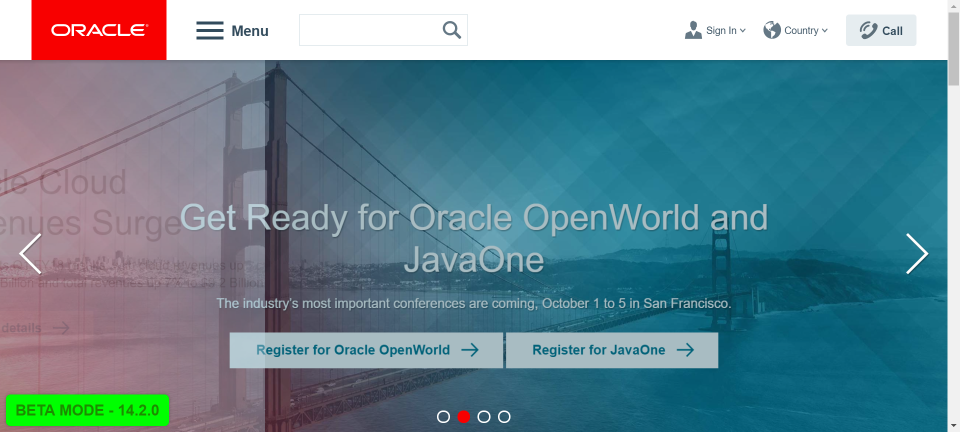 ORACLE
Menu
Sign In
Country
Call
le Cloud
enues Surge
Get Ready for Oracle OpenWorld and
JavaOne
The industry's most important conferences are coming, October 1 to 5 in San Francisco.
details
Register for Oracle OpenWorld
Register for JavaOne
BETA MODE - 14.2.0